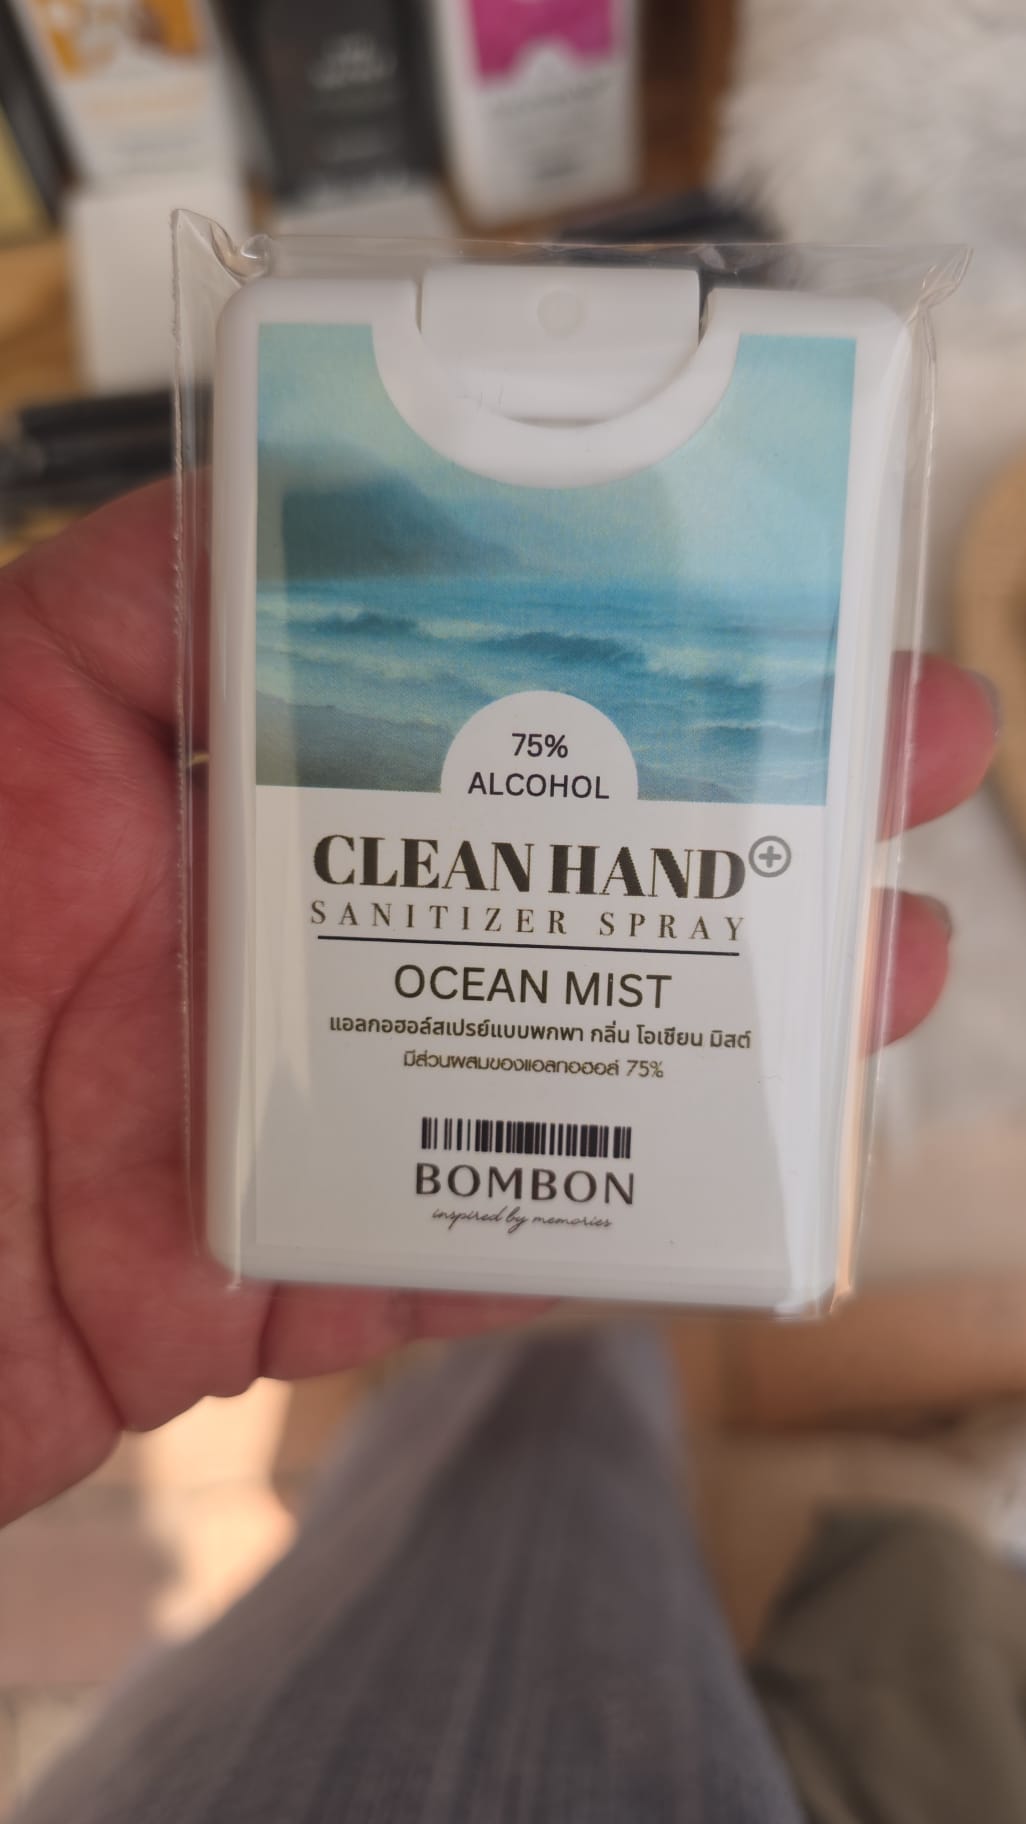 75%
ALCOHOL
CLEAN HAND
SANITIZER SPRAY
OCEAN MIST
แอลกอฮอล์สเปรย์แบบพกพา กลิ่น โอเชียน มิสต์
มีส่วนผสมของแอลกอฮอล์ 75%
BOMBON
inspired by memories